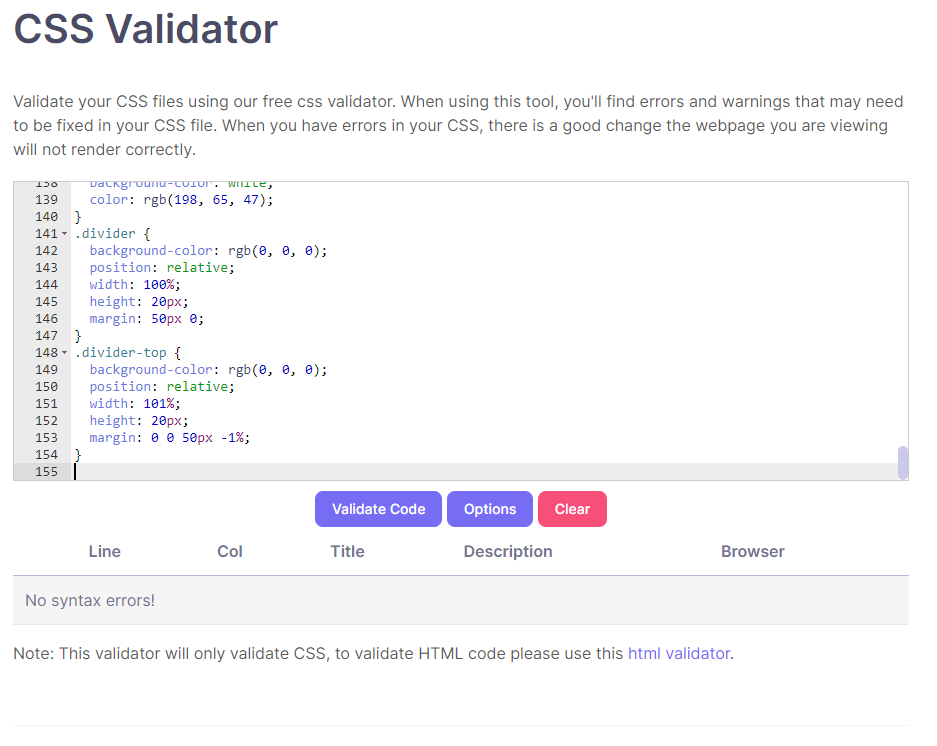 CSS Validator
Validate your CSS files using our free css validator. When using this tool, you'll find errors and warnings that may need
to be fixed in your CSS file. When you have errors in your CSS, there is a good change the webpage you are viewing
will not render correctly.
138 background-color: white;
139 color: rgb(198, 65, 47);
140 }
141 .divider {
142 background-color: rgb(0, 0, 0);
143 position: relative;
144 width: 100%;
145 height: 20px;
146 margin: 50px 0;
147 }
148 .divider-top {
149 background-color: rgb(0, 0, 0);
150 position: relative;
151 width: 101%;
152 height: 20px;
153 margin: 0 0 50px -1%;
154 }
155
Validate Code Options Clear
Line Col Title Description Browser
No syntax errors!
Note: This validator will only validate CSS, to validate HTML code please use this html validator.